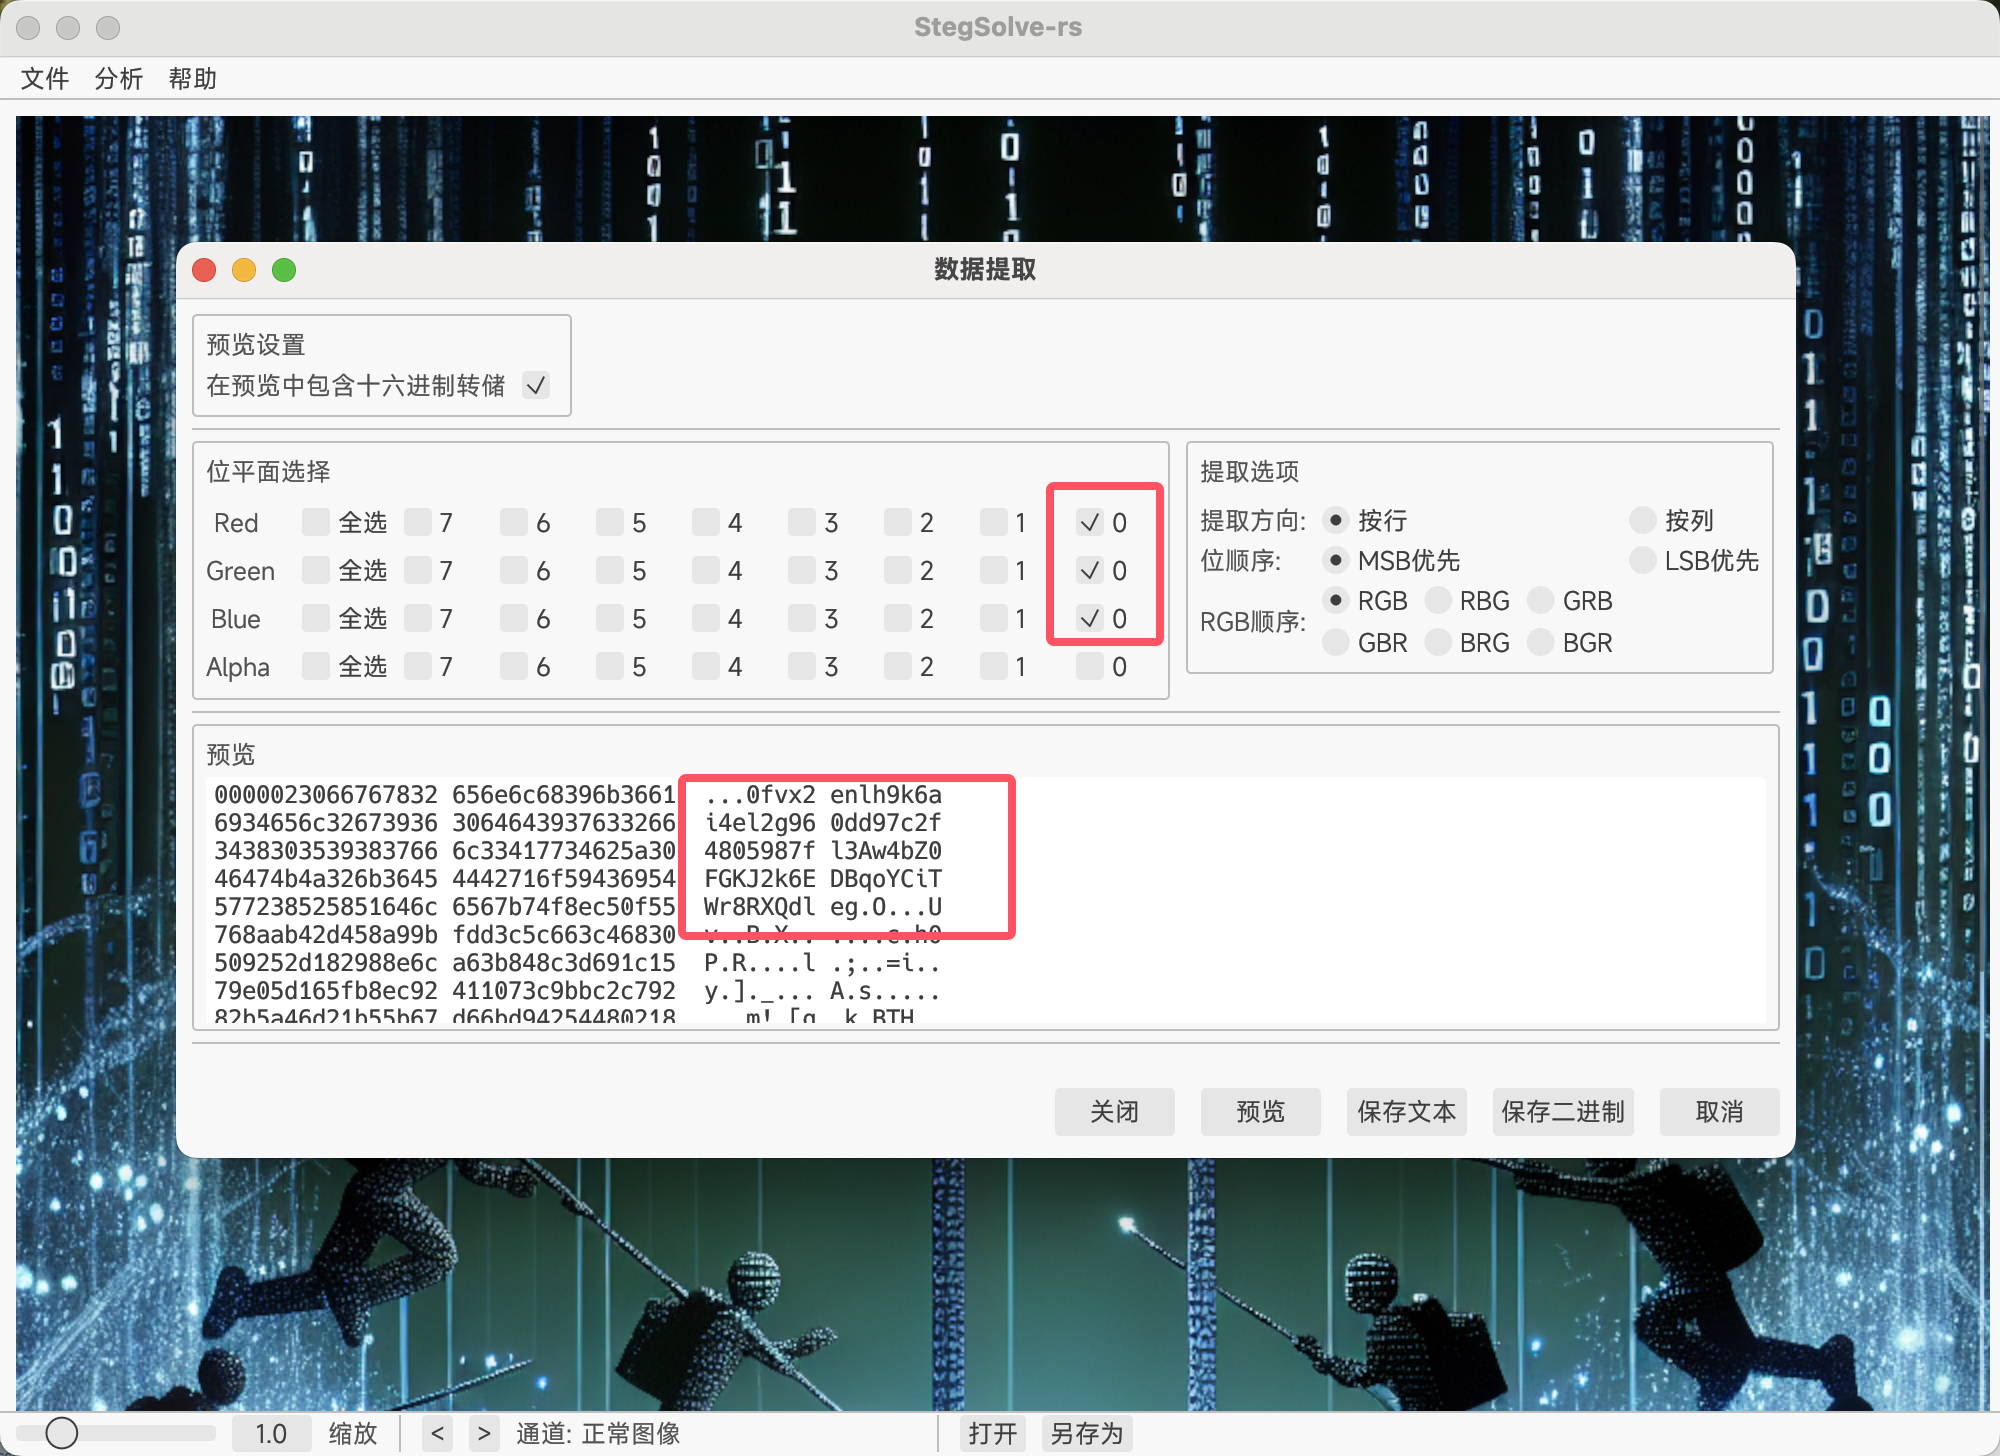 StegSolve-rs
文件 分析 帮助
数据提取
预览设置
在预览中包含十六进制转储
位平面选择
Red 全选 7 6 5 4 3 2 1 0
Green 全选 7 6 5 4 3 2 1 0
Blue 全选 7 6 5 4 3 2 1 0
Alpha 全选 7 6 5 4 3 2 1 0
提取选项
提取方向: 按行 按列
位顺序: MSB优先 LSB优先
RGB顺序: RGB RBG GRB
GBR BRG BGR
预览
0000023066767832 656e6c68396b3661 ...0fvx2 enlh9k6a
6934656c32673936 3064643937633266 i4el2g96 0dd97c2f
3438303539383766 6c33417734625a30 4805987f l3Aw4bZ0
46474b4a326b3645 4442716f59436954 FGKJ2k6E DBqoYCiT
577238525851646c 6567b74f8ec50f55 Wr8RXQdl eg.O...U
768aab42d458a99b fdd3c5c663c46830 v..B.X.. ....c.h0
509252d182988e6c a63b848c3d691c15 P.R....l .;..=i..
79e05d165fb8ec92 411073c9bbc2c792 y.]._... A.s.....
82b5a46d21b55b67 d66bd94254480218 ...m!.[g .k.BTH..
关闭 预览 保存文本 保存二进制 取消
1.0 缩放 < > 通道: 正常图像 打开 另存为